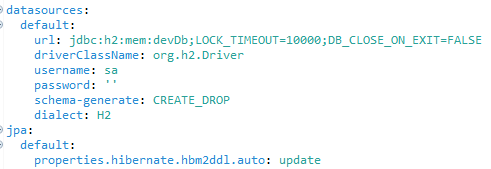 datasources:
  default:
    url: jdbc:h2:mem:devDb;LOCK_TIMEOUT=10000;DB_CLOSE_ON_EXIT=FALSE
    driverClassName: org.h2.Driver
    username: sa
    password: ''
    schema-generate: CREATE_DROP
    dialect: H2
jpa:
  default:
    properties.hibernate.hbm2ddl.auto: update